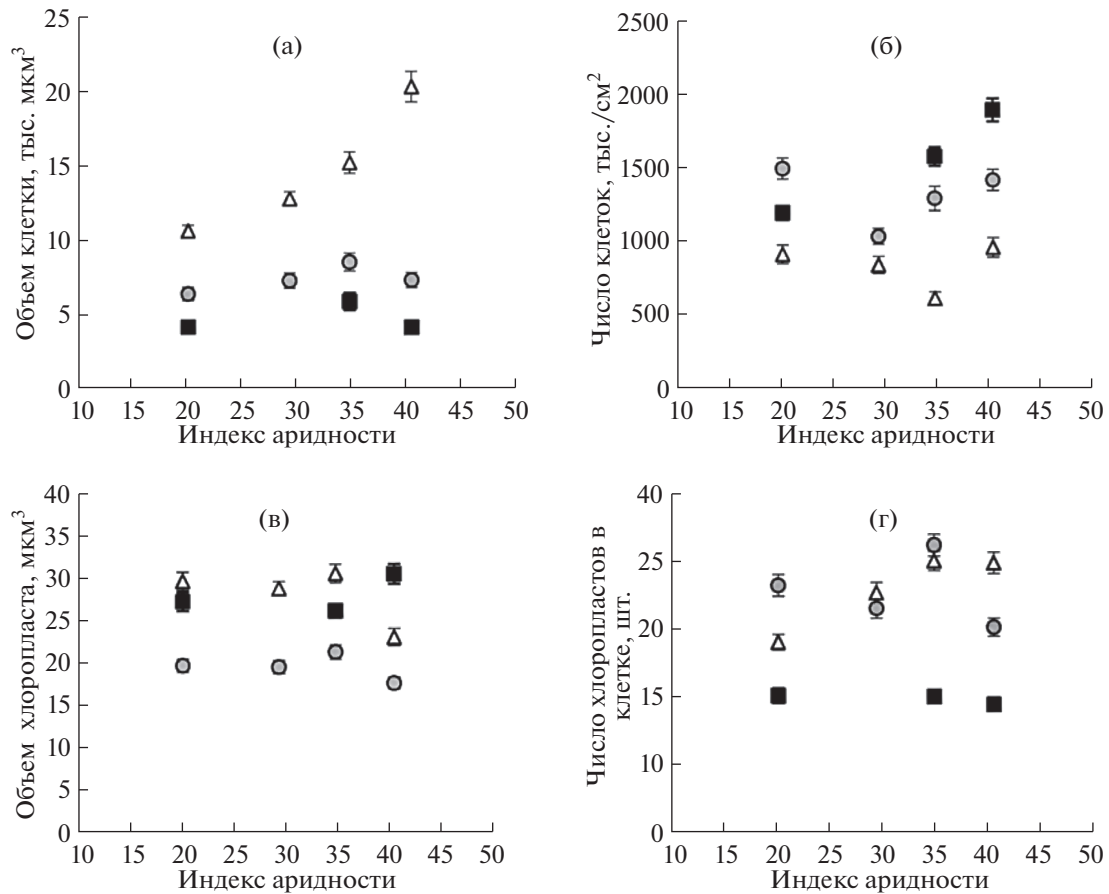 25
(а)
20
15
10
5
0
Объем клетки, тыс. мкм³
10 15 20 25 30 35 40 45 50
Индекс аридности
2500
(б)
2000
1500
1000
500
0
Число клеток, тыс./см²
10 15 20 25 30 35 40 45 50
Индекс аридности
40
(в)
35
30
25
20
15
10
5
0
Объем хлоропласта, мкм³
10 15 20 25 30 35 40 45 50
Индекс аридности
40
(г)
25
20
15
10
0
Число хлоропластов в
клетке, шт.
10 15 20 25 30 35 40 45 50
Индекс аридности